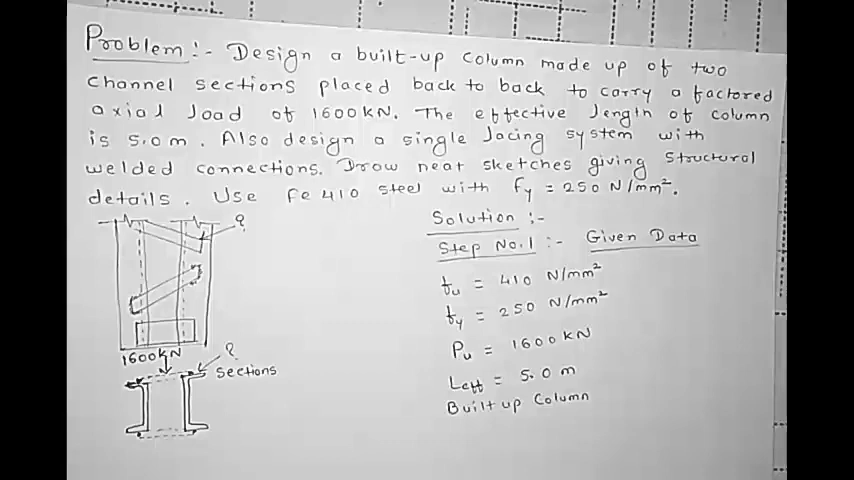 Problem :- Design a built-up column made up of two
channel sections placed back to back to carry a factored
axial load of 1600 KN. The effective length of column
is 5.0 m. Also design a single lacing system with
welded connections. Draw neat sketches giving structural
details. Use Fe 410 steel with fy = 250 N/mm².
Solution :-
Step No.1 :- Given Data
fu = 410 N/mm²
fy = 250 N/mm²
Pu = 1600 KN
Leff = 5.0 m
Built up Column
?
1600 KN
?
Sections